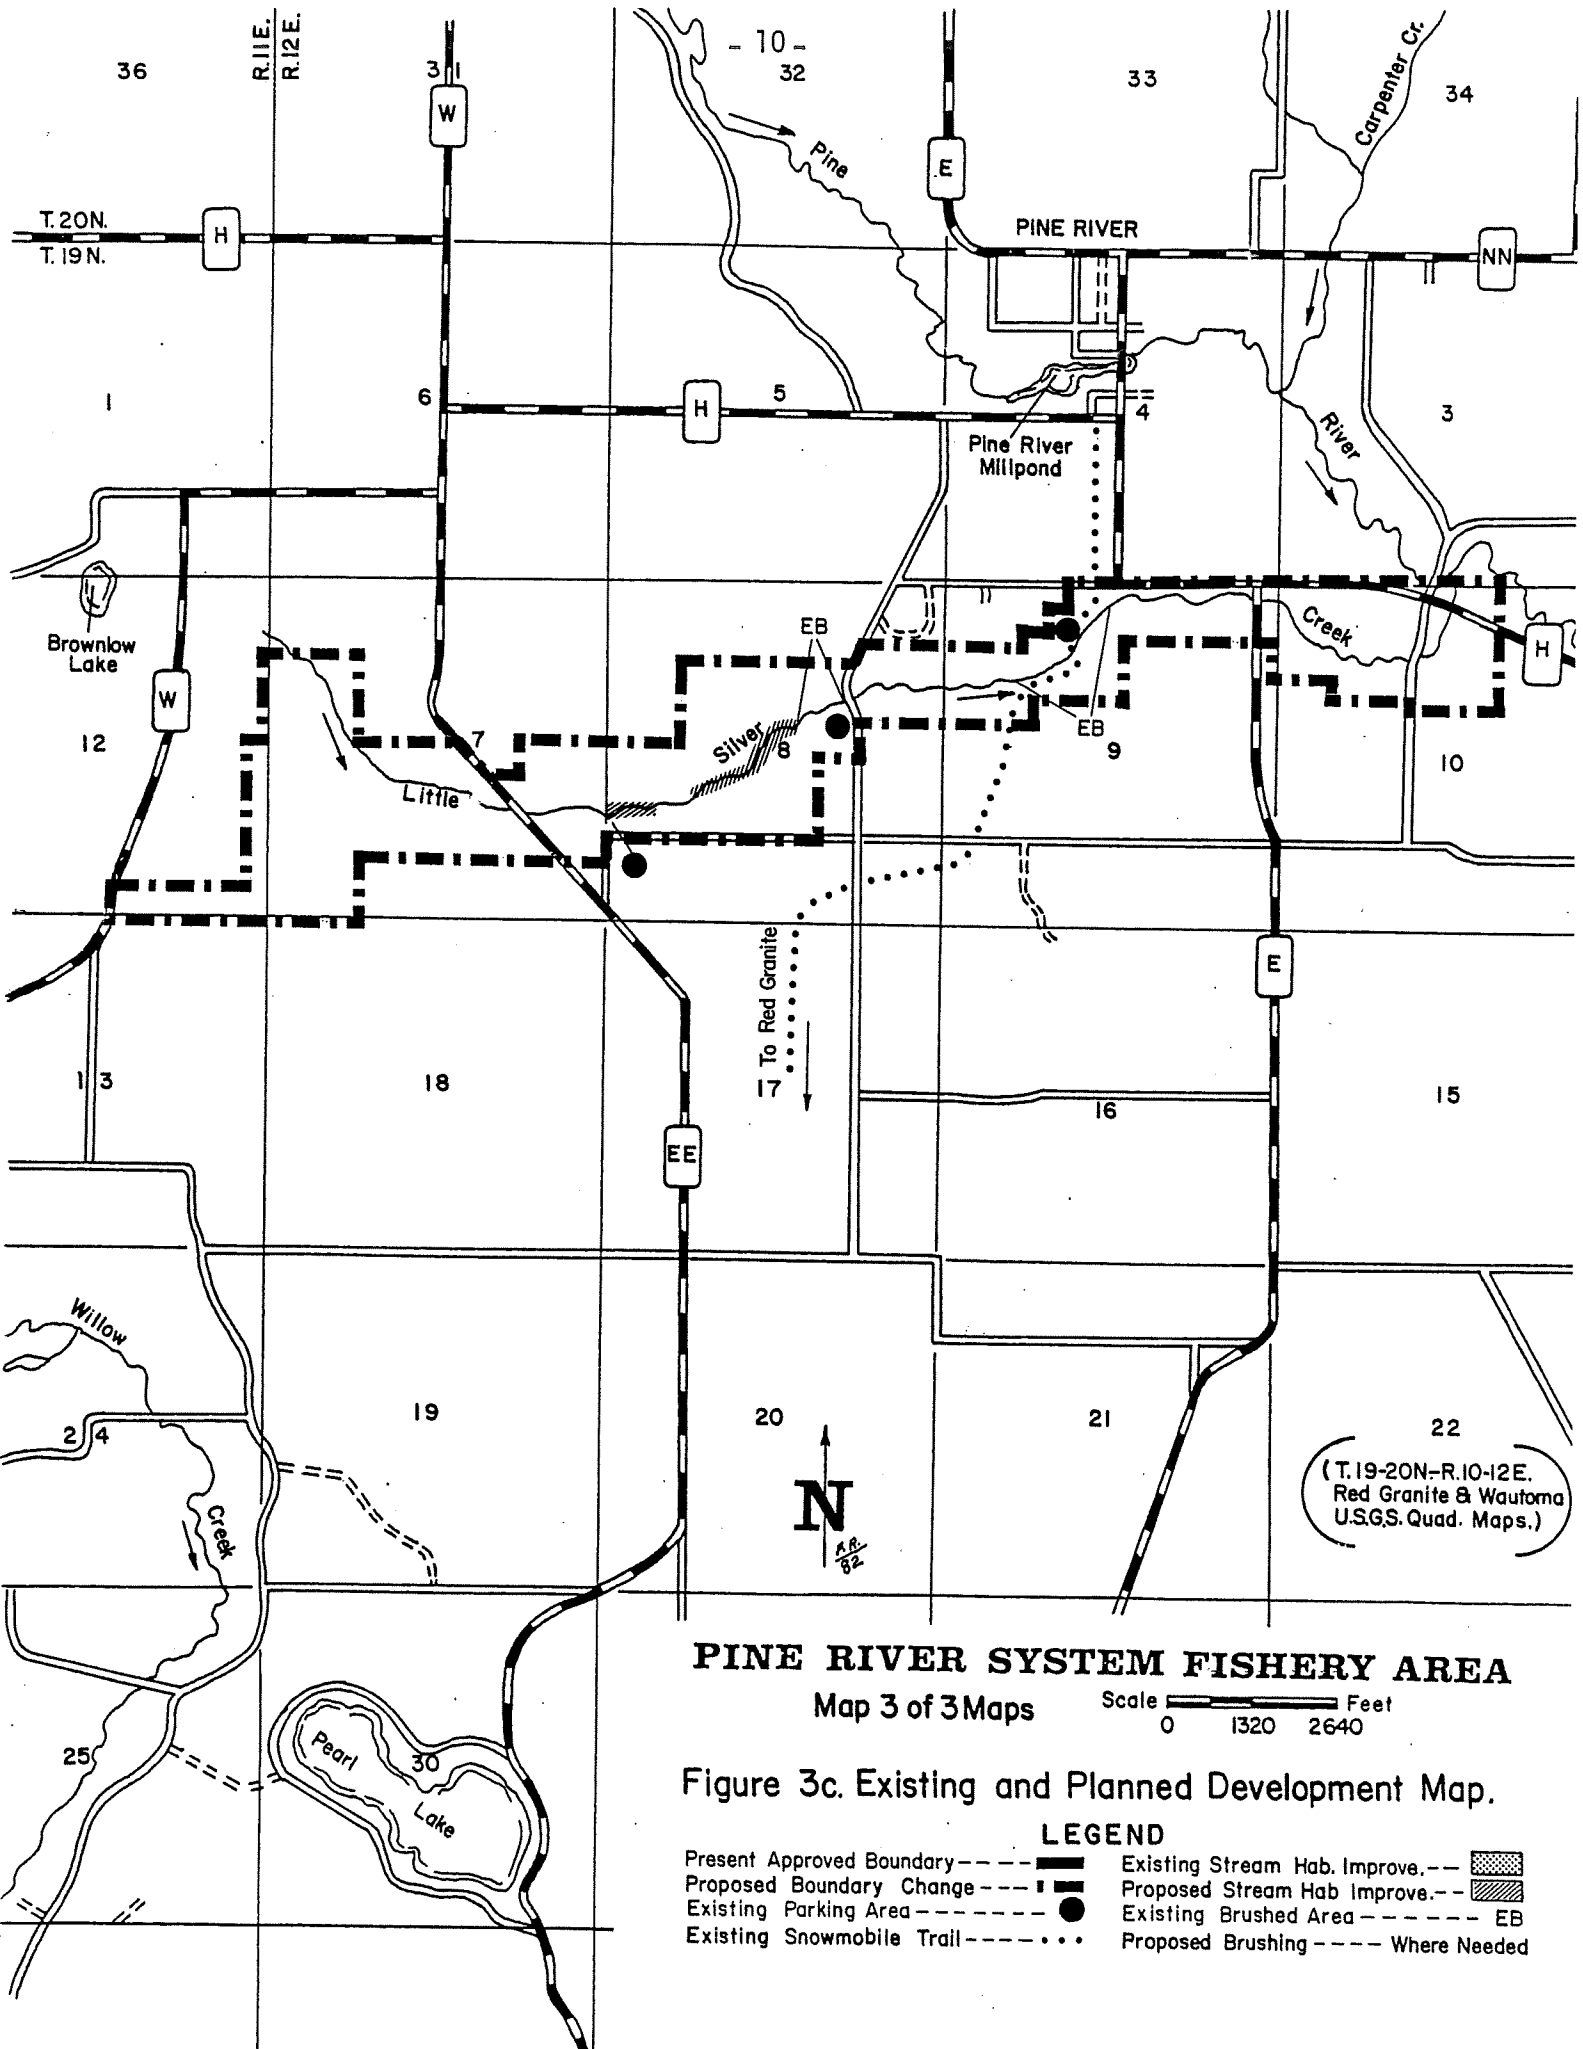 - 10 -
R.11E.
R.12E.
36
31
32
33
34
W
E
Carpenter Cr.
Pine
T. 20N.
T. 19N.
H
PINE RIVER
NN
1
6
H
5
4
3
Pine River
Millpond
River
Brownlow
Lake
EB
Creek
H
W
12
7
Silver
8
EB
9
10
Little
To Red Granite
E
13
18
17
16
15
EE
Willow
19
20
21
22
24
(T.19-20N.-R.10-12E.
Red Granite & Wautoma
U.S.G.S. Quad. Maps.)
N
Creek
82
PINE RIVER SYSTEM FISHERY AREA
Map 3 of 3 Maps
Scale Feet
0 1320 2640
25
Pearl
30
Lake
Figure 3c. Existing and Planned Development Map.
LEGEND
Present Approved Boundary
Proposed Boundary Change
Existing Parking Area
Existing Snowmobile Trail
Existing Stream Hab. Improve.
Proposed Stream Hab Improve.
Existing Brushed Area EB
Proposed Brushing Where Needed